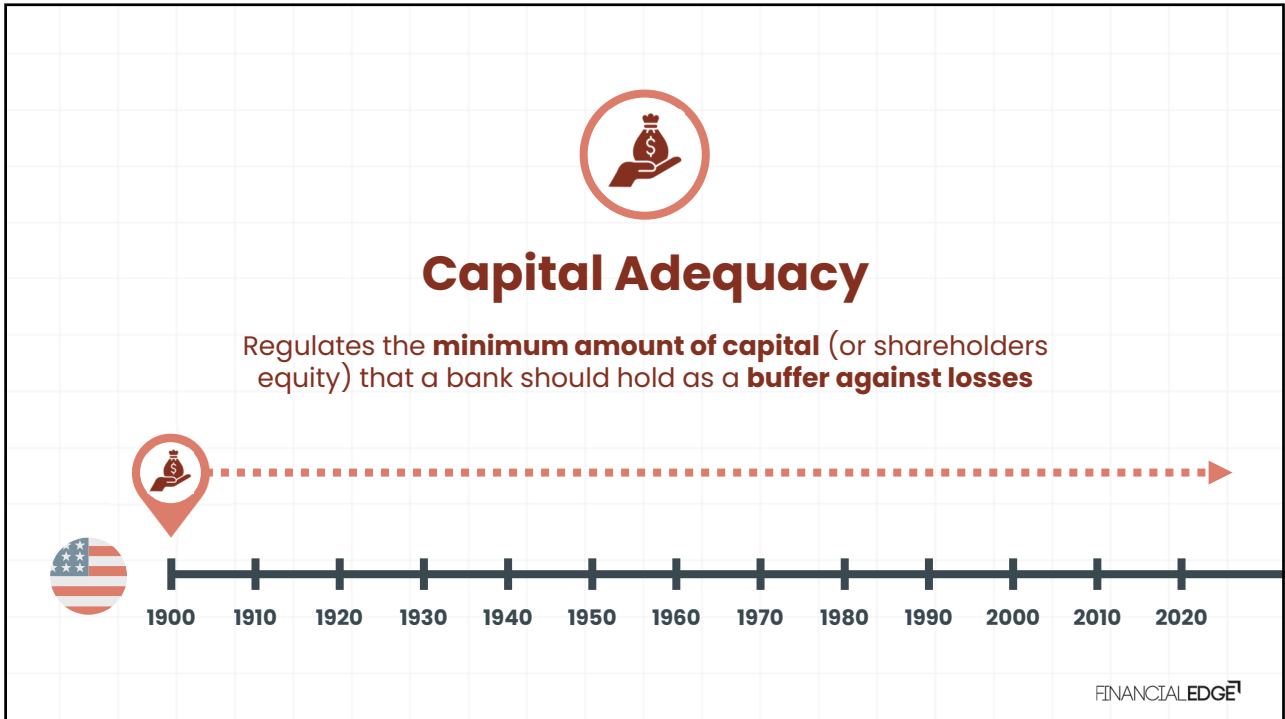 $
Capital Adequacy
Regulates the minimum amount of capital (or shareholders
equity) that a bank should hold as a buffer against losses
$
1900 1910 1920 1930 1940 1950 1960 1970 1980 1990 2000 2010 2020
FINANCIALEDGE